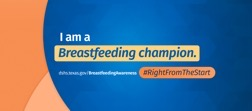 I am a
Breastfeeding champion.
dshs.texas.gov/BreastfeedingAwareness #RightFromTheStart